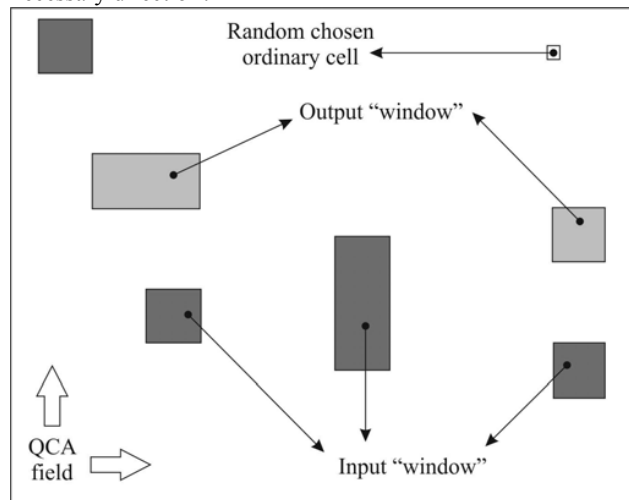 Random chosen
ordinary cell
Output “window”
QCA
field
Input “window”